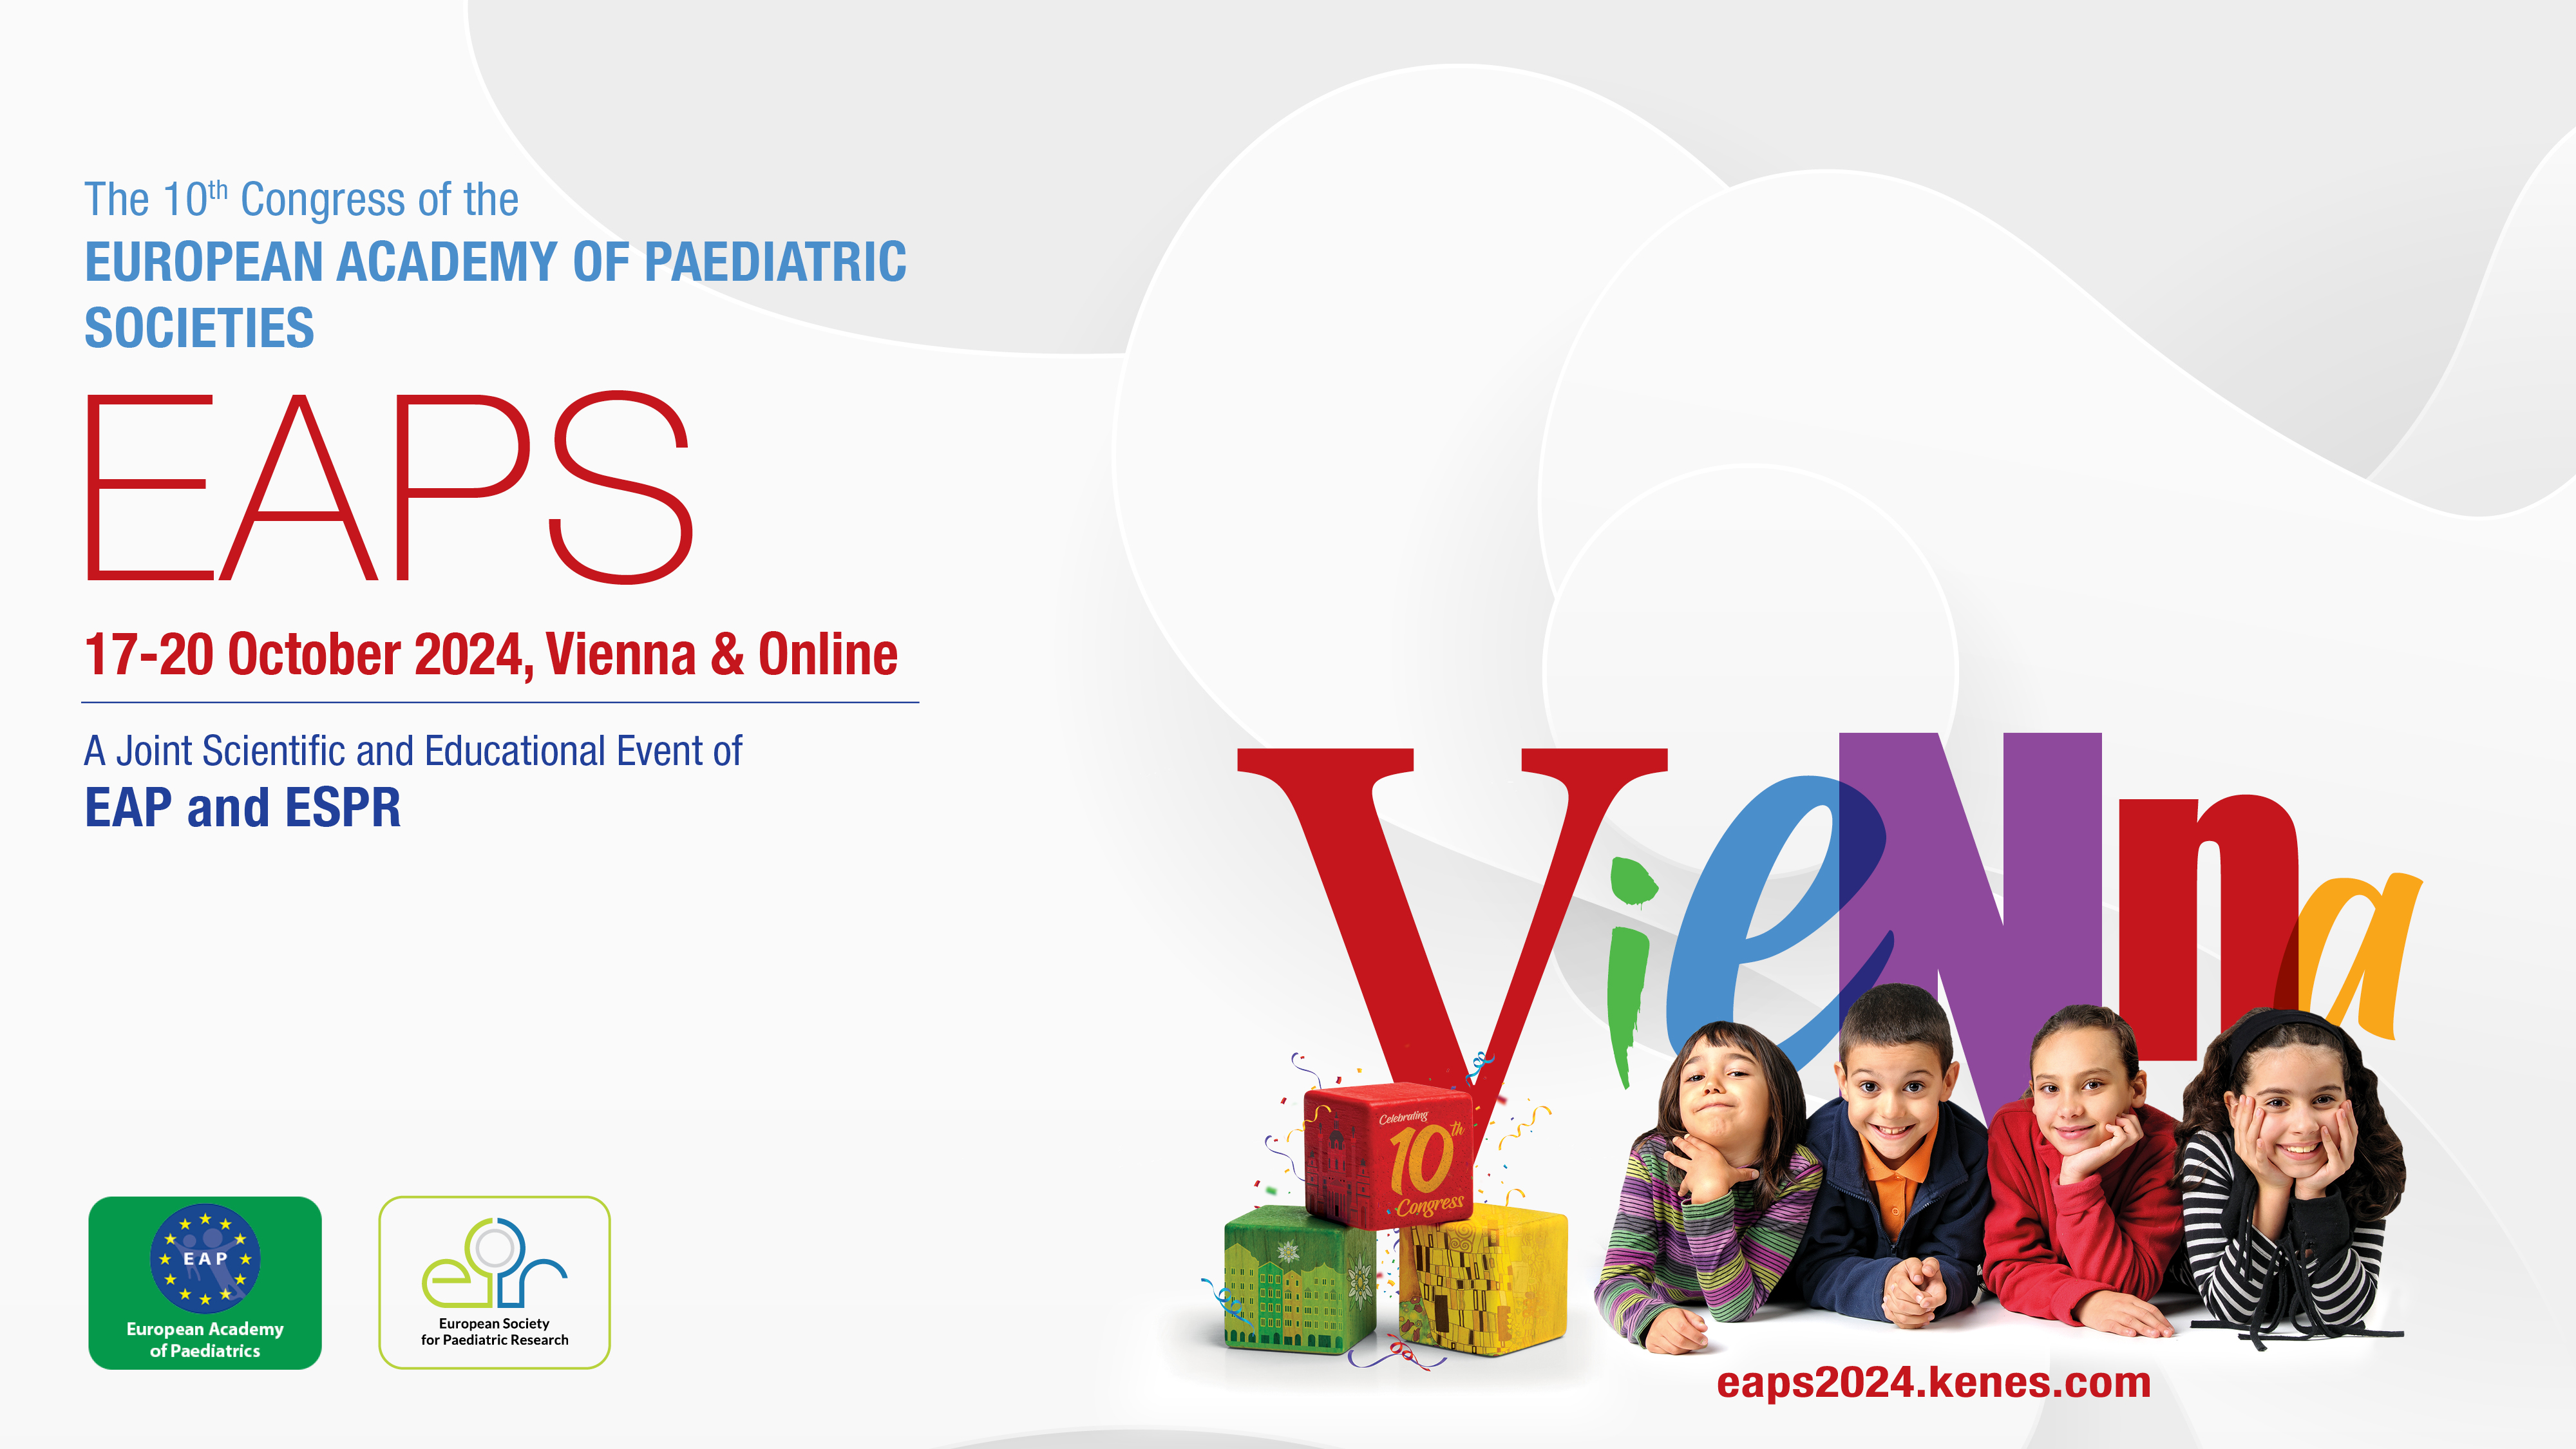 The 10th Congress of the
EUROPEAN ACADEMY OF PAEDIATRIC
SOCIETIES
EAPS
17-20 October 2024, Vienna & Online
A Joint Scientific and Educational Event of
EAP and ESPR
VieNna
Celebrating
10th
Congress
EAP
European Academy
of Paediatrics
espr
European Society
for Paediatric Research
eaps2024.kenes.com